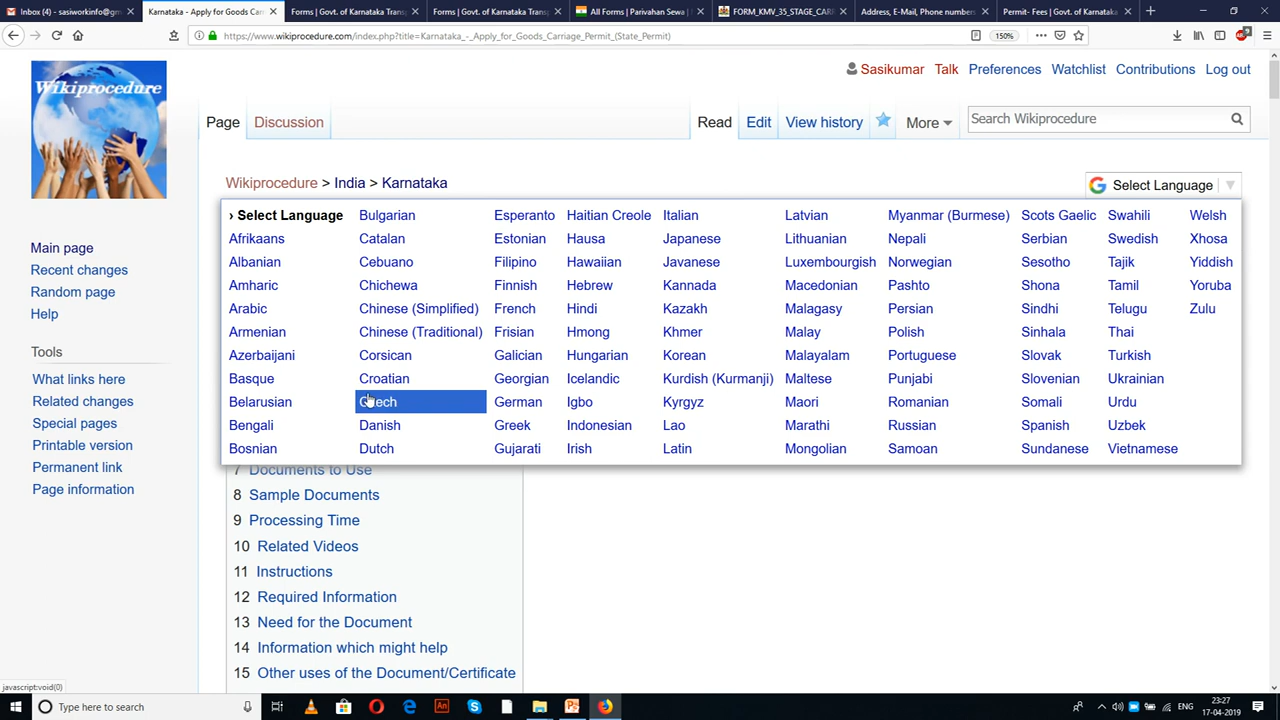 Inbox (4) - sasiworkinfo@gm
Karnataka - Apply for Goods Car
Forms | Govt. of Karnataka Trans
Forms | Govt. of Karnataka Trans
All Forms | Parivahan Sewa |
FORM_KMV_35_STAGE_CARR
Address, E-Mail, Phone numbers
Permit- Fees | Govt. of Karnataka
https://www.wikiprocedure.com/index.php?title=Karnataka_-_Apply_for_Goods_Carriage_Permit_(State_Permit)
150%
Sasikumar Talk Preferences Watchlist Contributions Log out
Wikiprocedure
Page Discussion Read Edit View history More Search Wikiprocedure
Wikiprocedure > India > Karnataka
Select Language
› Select Language Bulgarian Esperanto Haitian Creole Italian Latvian Myanmar (Burmese) Scots Gaelic Swahili Welsh
Afrikaans Catalan Estonian Hausa Japanese Lithuanian Nepali Serbian Swedish Xhosa
Albanian Cebuano Filipino Hawaiian Javanese Luxembourgish Norwegian Sesotho Tajik Yiddish
Amharic Chichewa Finnish Hebrew Kannada Macedonian Pashto Shona Tamil Yoruba
Arabic Chinese (Simplified) French Hindi Kazakh Malagasy Persian Sindhi Telugu Zulu
Armenian Chinese (Traditional) Frisian Hmong Khmer Malay Polish Sinhala Thai
Azerbaijani Corsican Galician Hungarian Korean Malayalam Portuguese Slovak Turkish
Basque Croatian Georgian Icelandic Kurdish (Kurmanji) Maltese Punjabi Slovenian Ukrainian
Belarusian Czech German Igbo Kyrgyz Maori Romanian Somali Urdu
Bengali Danish Greek Indonesian Lao Marathi Russian Spanish Uzbek
Bosnian Dutch Gujarati Irish Latin Mongolian Samoan Sundanese Vietnamese
Main page
Recent changes
Random page
Help
Tools
What links here
Related changes
Special pages
Printable version
Permanent link
Page information
7 Documents to Use
8 Sample Documents
9 Processing Time
10 Related Videos
11 Instructions
12 Required Information
13 Need for the Document
14 Information which might help
15 Other uses of the Document/Certificate
javascript:void(0)
Type here to search
ENG
23:27
17-04-2019